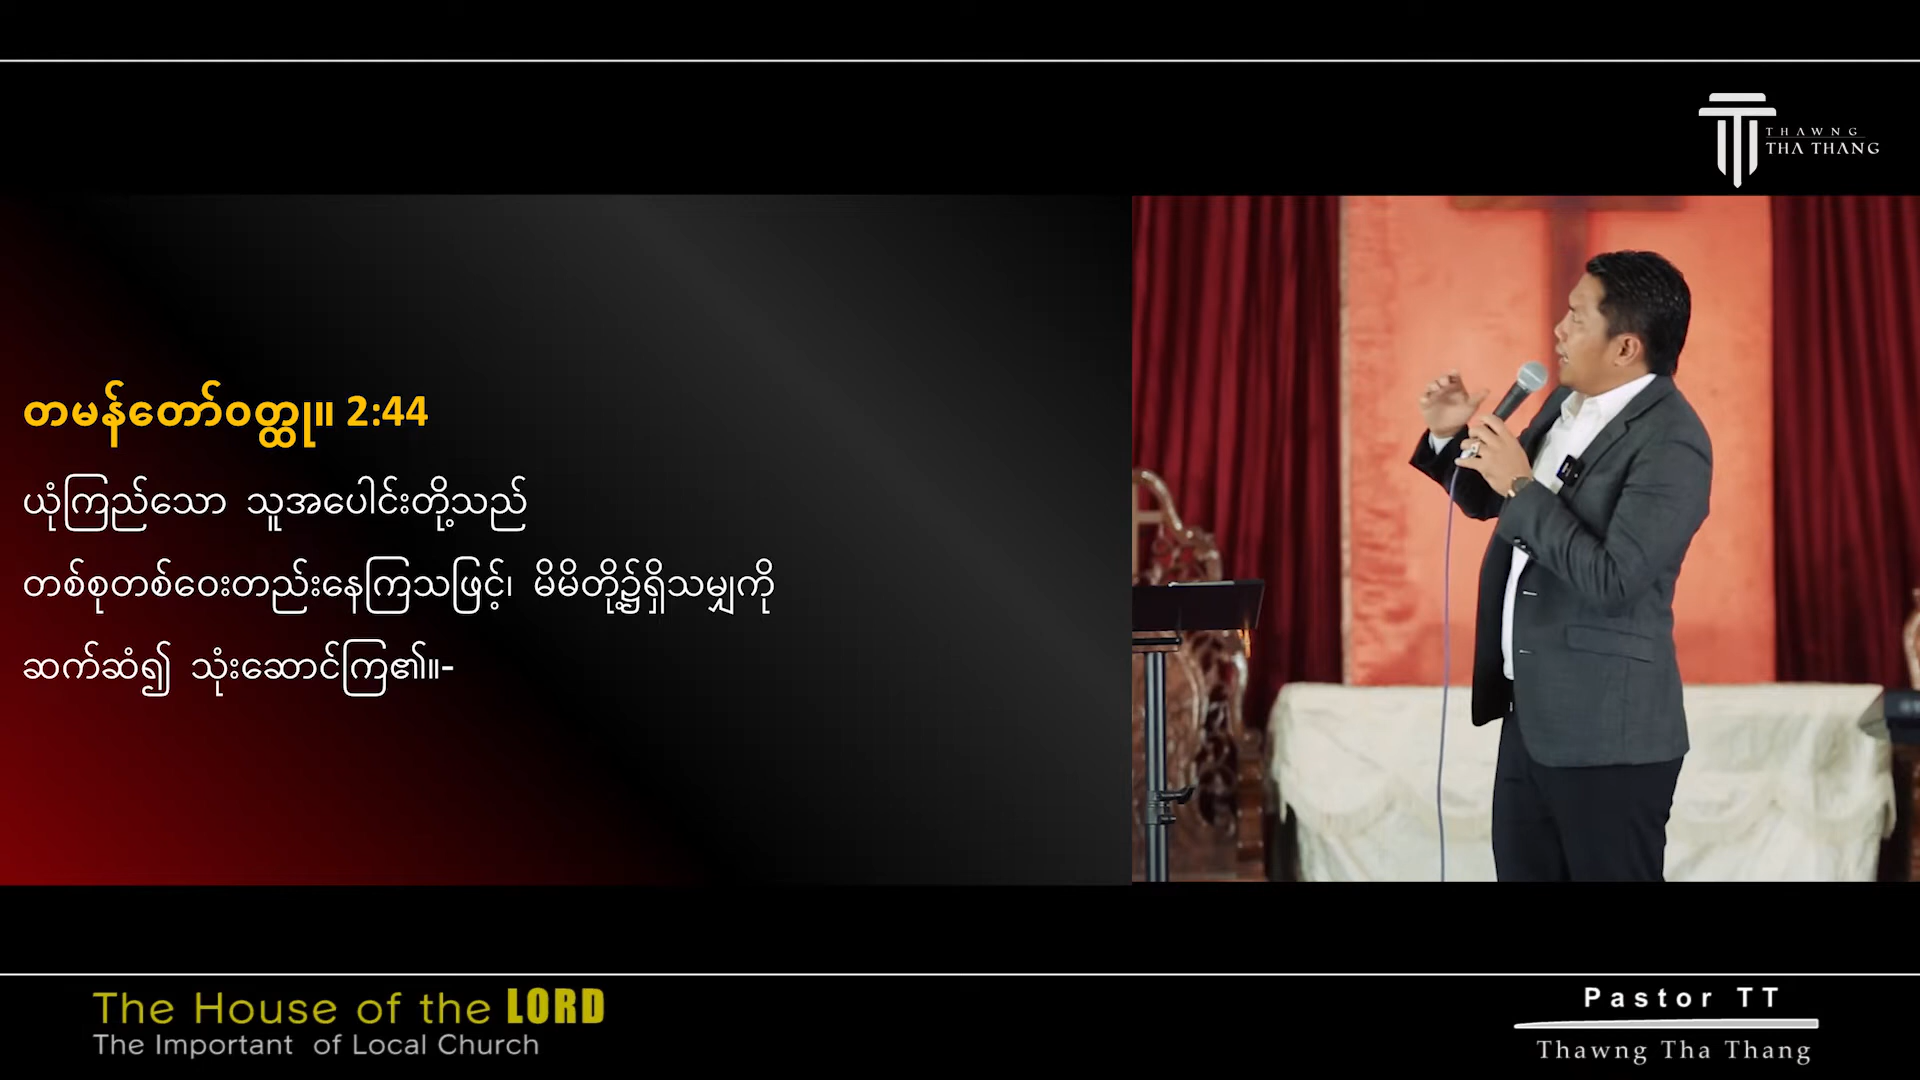 THAWNG
THA THANG
တမန်တော်ဝတ္ထု။ 2:44
ယုံကြည်သော သူအပေါင်းတို့သည်
တစ်စုတစ်ဝေးတည်းနေကြသဖြင့်၊ မိမိတို့၌ရှိသမျှကို
ဆက်ဆံ၍ သုံးဆောင်ကြ၏။-
The House of the LORD
The Important of Local Church
Pastor TT
Thawng Tha Thang